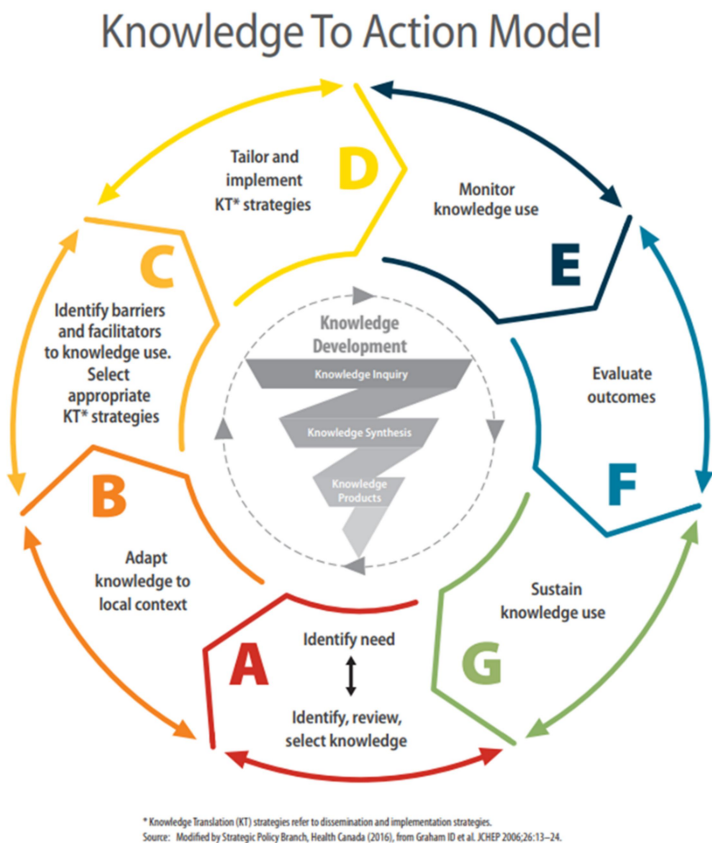 Knowledge To Action Model
D
Tailor and
implement
KT* strategies
Monitor
knowledge use
E
C
Identify barriers
and facilitators
to knowledge use.
Select
appropriate
KT* strategies
Knowledge
Development
Knowledge Inquiry
Knowledge Synthesis
Knowledge
Products
Evaluate
outcomes
F
B
Adapt
knowledge to
local context
A
Identify need
Identify, review,
select knowledge
Sustain
knowledge use
G
* Knowledge Translation (KT) strategies refer to dissemination and implementation strategies.
Source: Modified by Strategic Policy Branch, Health Canada (2016), from Graham ID et al. JCHEP 2006;26:13–24.